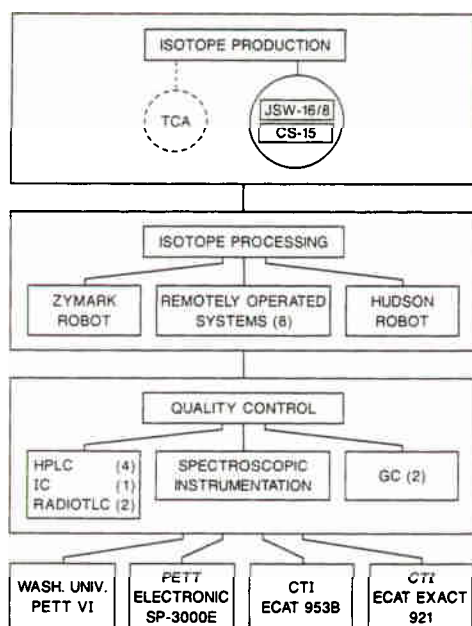 ISOTOPE PRODUCTION
TCA
JSW-16/8
CS-15
ISOTOPE PROCESSING
ZYMARK
ROBOT
REMOTELY OPERATED
SYSTEMS (8)
HUDSON
ROBOT
QUALITY CONTROL
HPLC (4)
IC (1)
RADIOTLC (2)
SPECTROSCOPIC
INSTRUMENTATION
GC (2)
WASH. UNIV.
PETT VI
PETT
ELECTRONIC
SP-3000E
CTI
ECAT 953B
CTI
ECAT EXACT
921